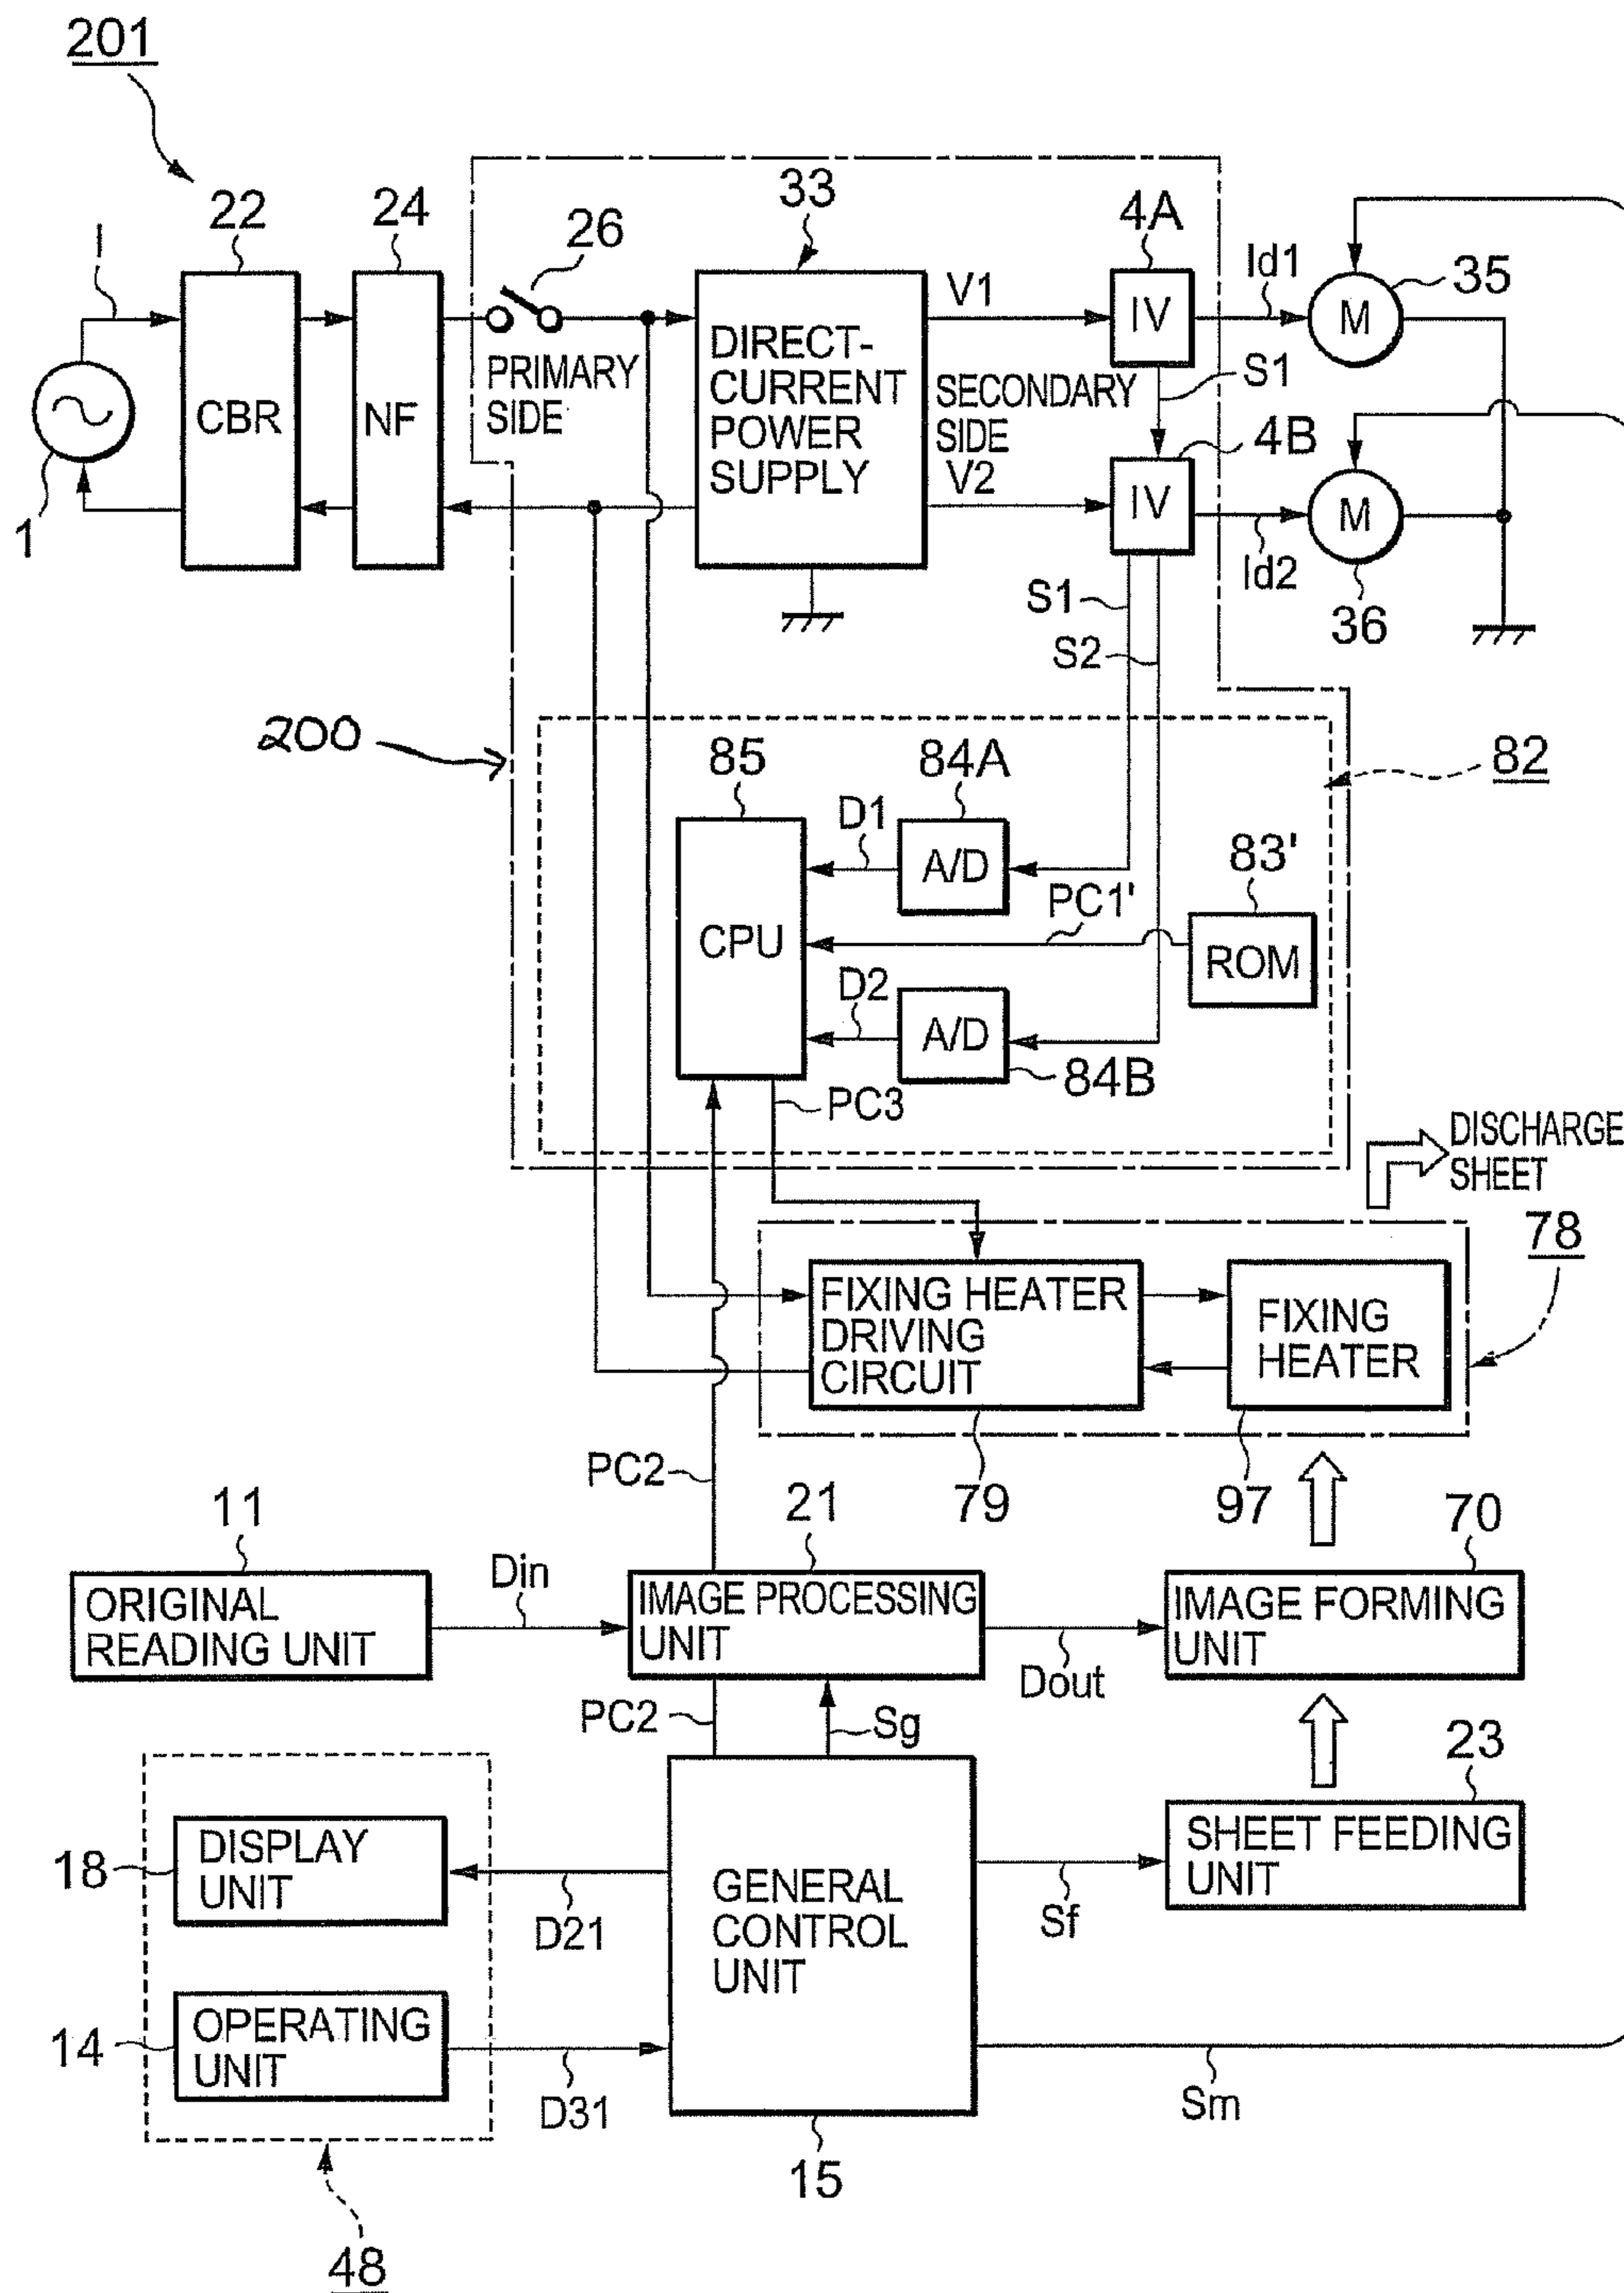 201
I
22
24
26
33
4A
Id1
35
CBR
NF
PRIMARY
SIDE
DIRECT-
CURRENT
POWER
SUPPLY
V1
IV
M
S1
SECONDARY
SIDE
V2
4B
IV
M
1
Id2
36
S1
S2
200
85
84A
82
D1
A/D
83'
PC1'
CPU
ROM
D2
A/D
84B
PC3
DISCHARGE
SHEET
78
FIXING HEATER
DRIVING
CIRCUIT
FIXING
HEATER
PC2
79
97
11
21
70
Din
ORIGINAL
READING UNIT
IMAGE PROCESSING
UNIT
IMAGE FORMING
UNIT
Dout
PC2
Sg
23
18
DISPLAY
UNIT
D21
GENERAL
CONTROL
UNIT
SHEET FEEDING
UNIT
Sf
14
OPERATING
UNIT
D31
Sm
15
48